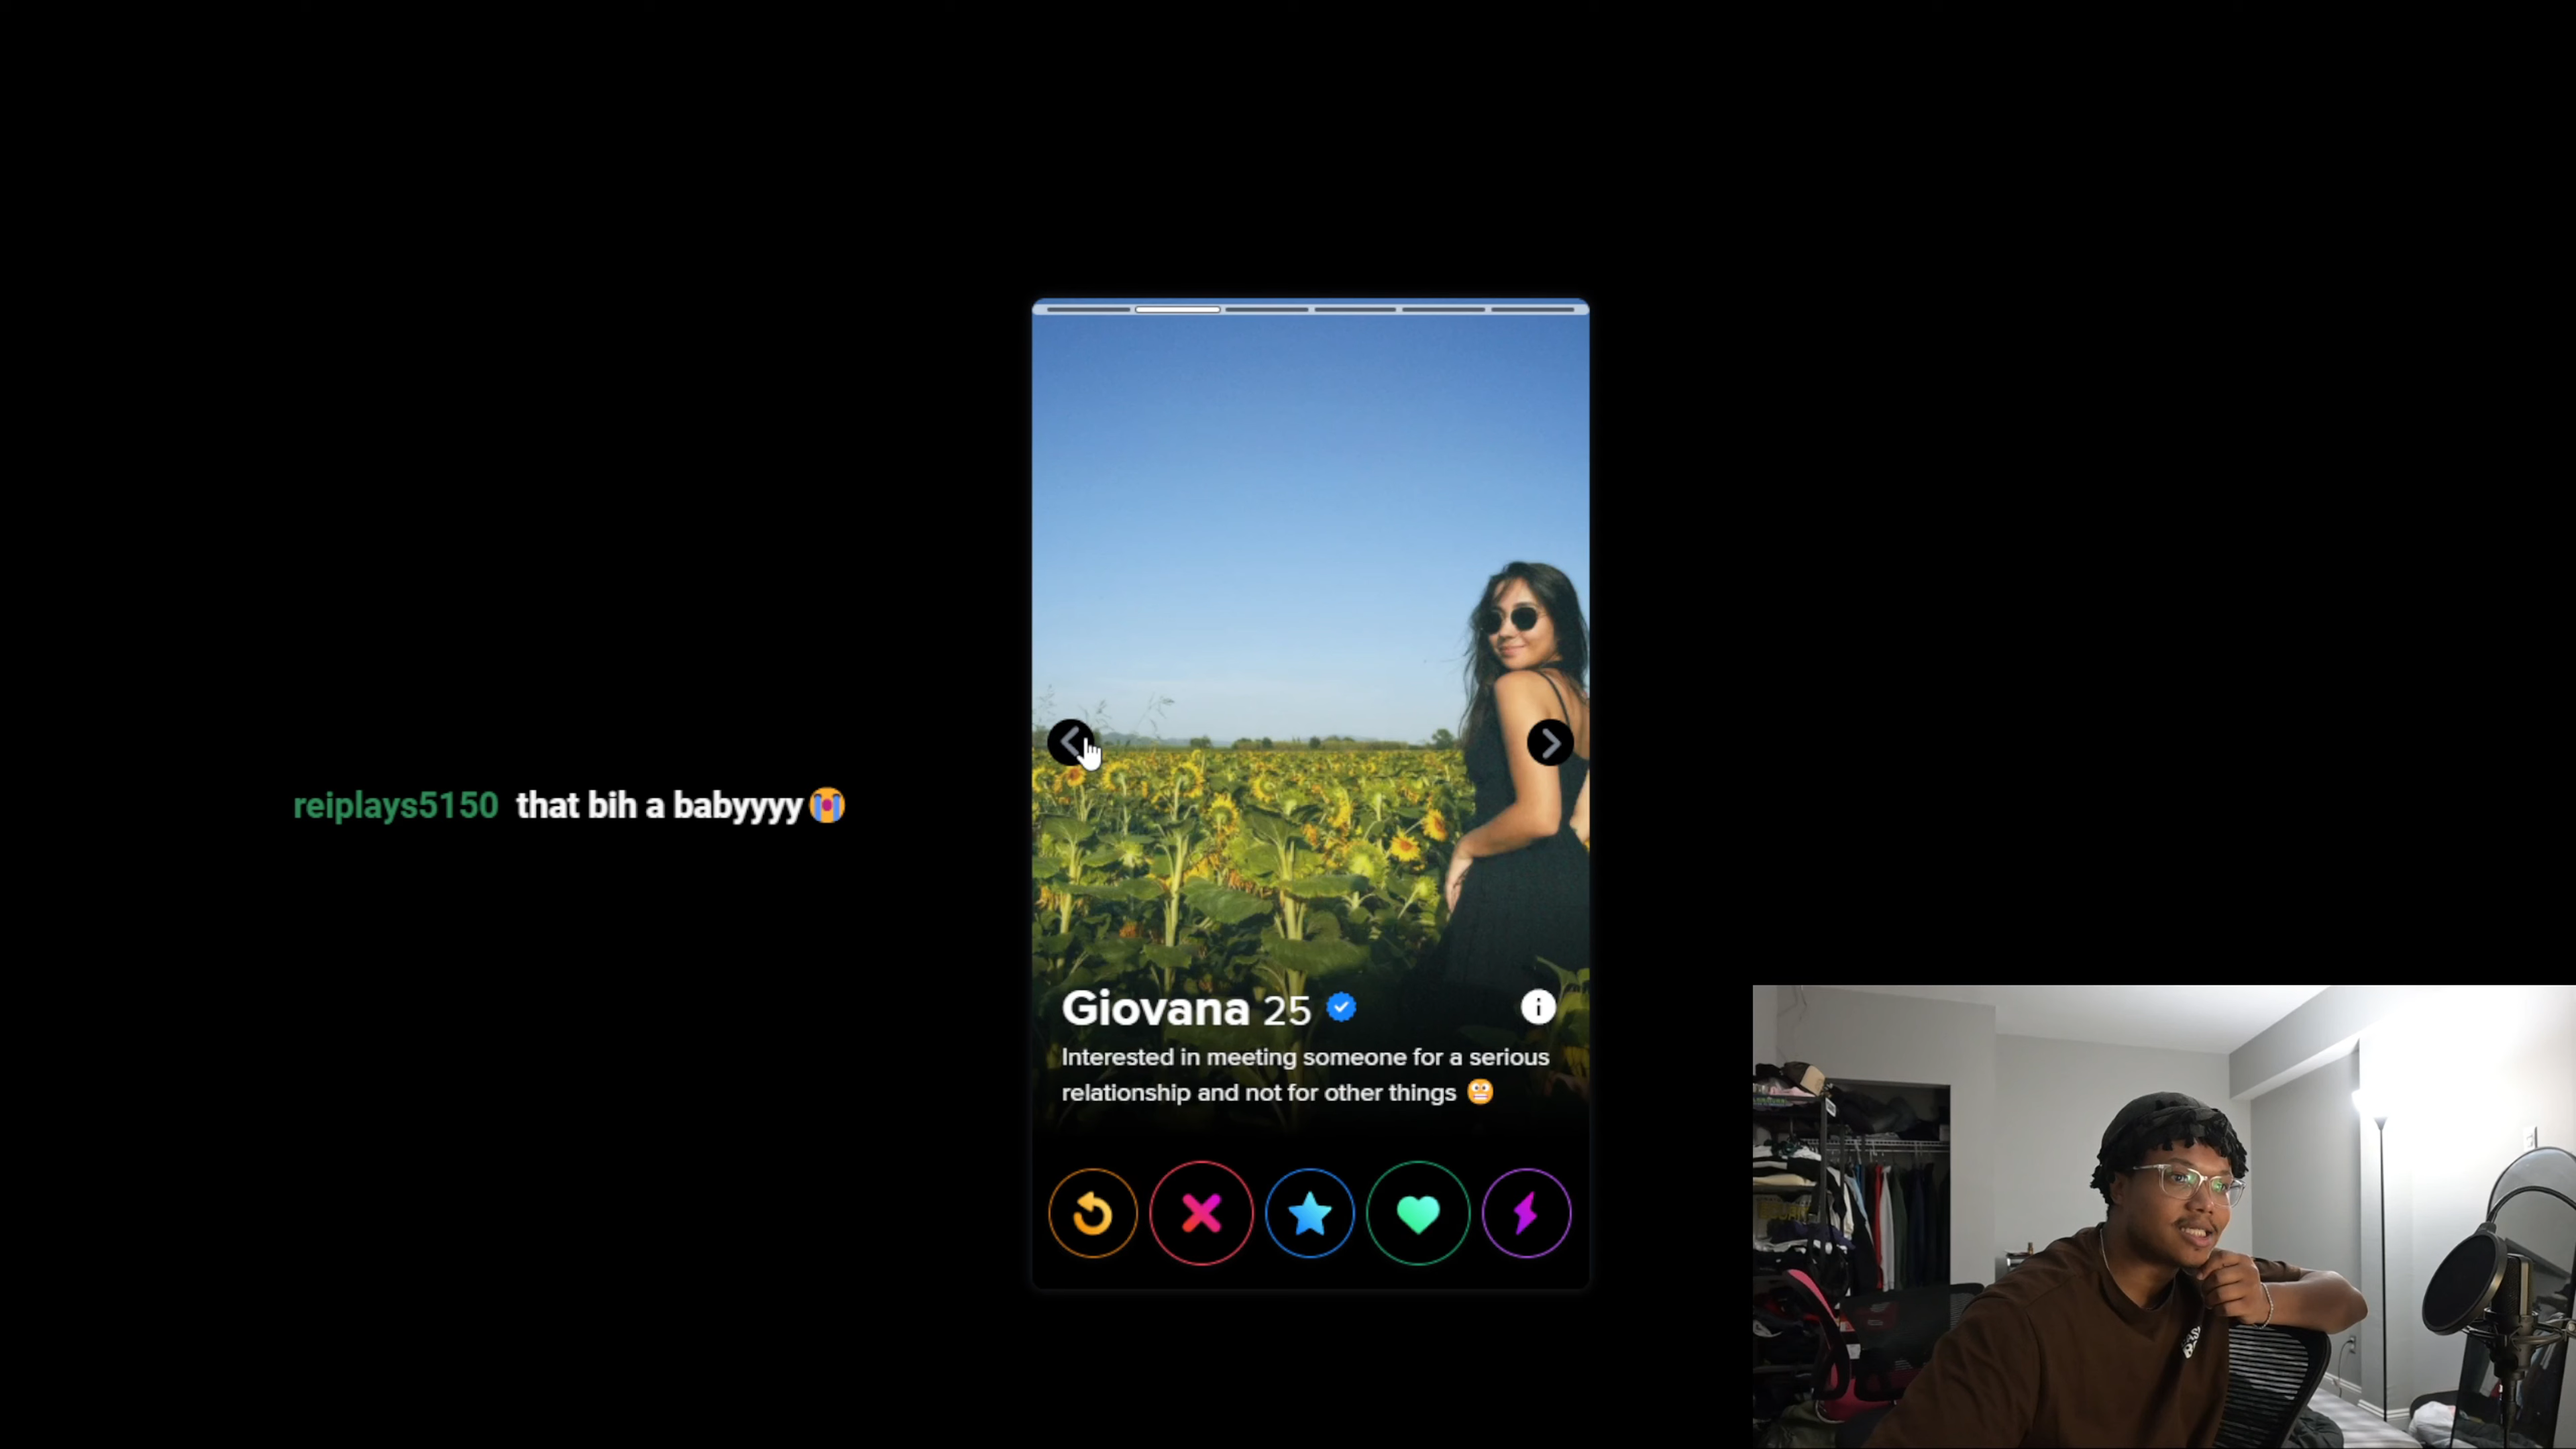 reiplays5150 that bih a babyyyy😭
Giovana 25
Interested in meeting someone for a serious
relationship and not for other things 😬